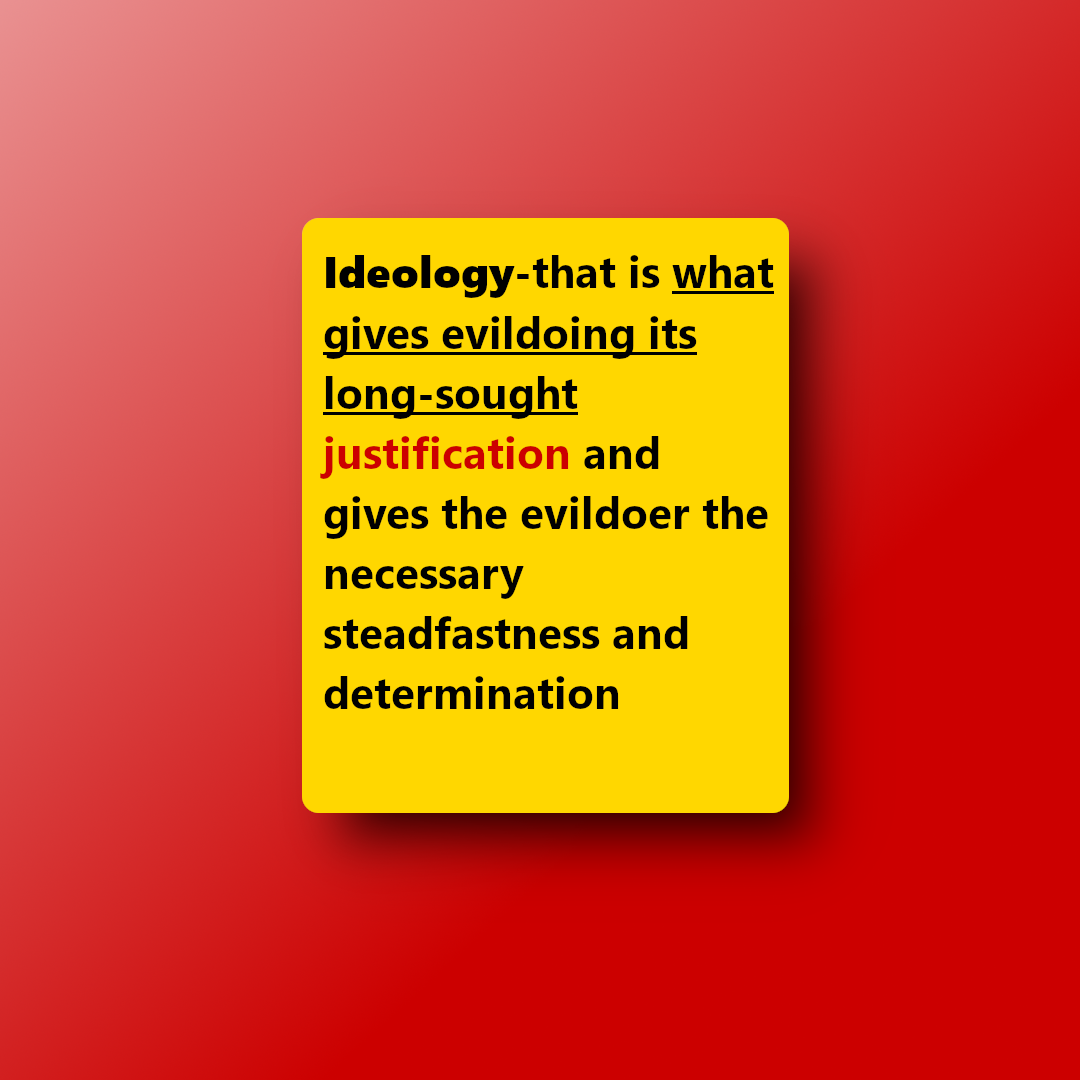 Ideology-that is what
gives evildoing its
long-sought
justification and
gives the evildoer the
necessary
steadfastness and
determination